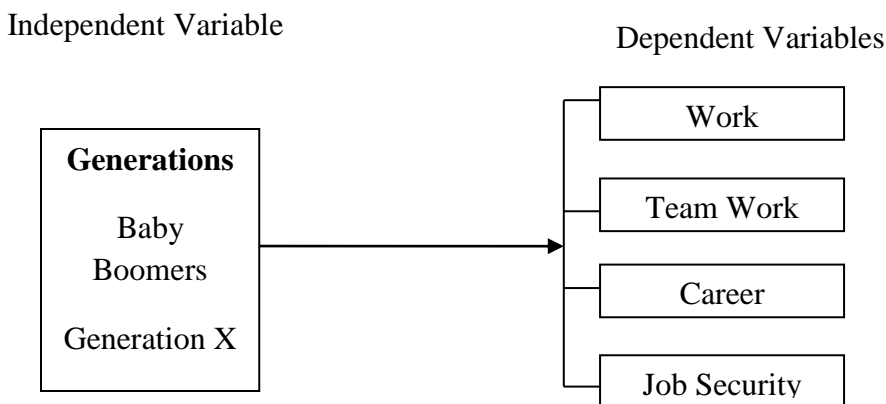 Independent Variable
Dependent Variables
Generations
Baby
Boomers
Generation X
Work
Team Work
Career
Job Security